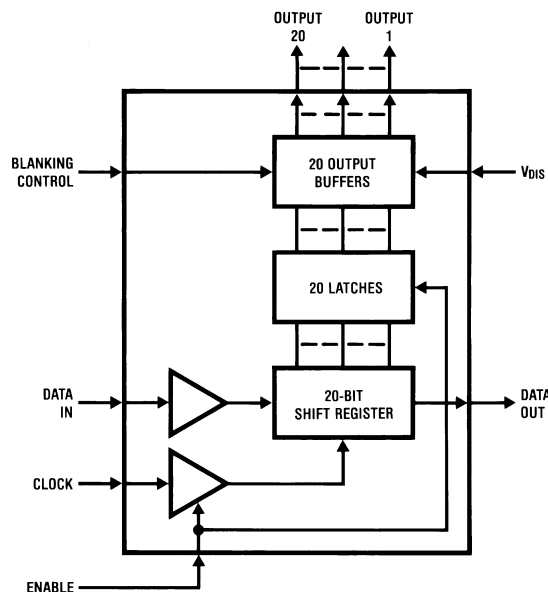 OUTPUT
20
OUTPUT
1
BLANKING
CONTROL
20 OUTPUT
BUFFERS
VDIS
20 LATCHES
DATA
IN
20-BIT
SHIFT REGISTER
DATA
OUT
CLOCK
ENABLE